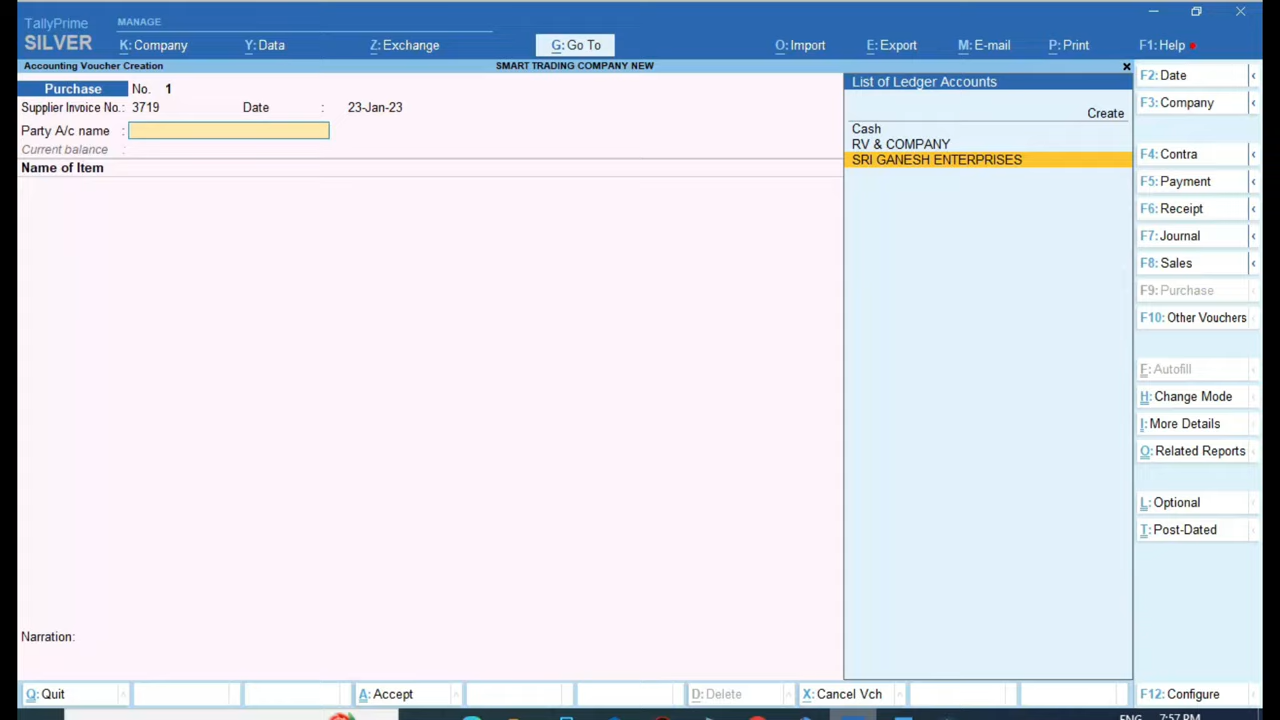 TallyPrime
MANAGE
SILVER
K: Company
Y: Data
Z: Exchange
G: Go To
O: Import
E: Export
M: E-mail
P: Print
F1: Help
Accounting Voucher Creation
SMART TRADING COMPANY NEW
Purchase No. 1
Supplier Invoice No.: 3719 Date : 23-Jan-23
Party A/c name :
Current balance :
Name of Item
Narration:
List of Ledger Accounts
Create
Cash
RV & COMPANY
SRI GANESH ENTERPRISES
F2: Date
F3: Company
F4: Contra
F5: Payment
F6: Receipt
F7: Journal
F8: Sales
F9: Purchase
F10: Other Vouchers
F: Autofill
H: Change Mode
I: More Details
O: Related Reports
L: Optional
T: Post-Dated
Q: Quit
A: Accept
D: Delete
X: Cancel Vch
F12: Configure
ENG 7:57 PM